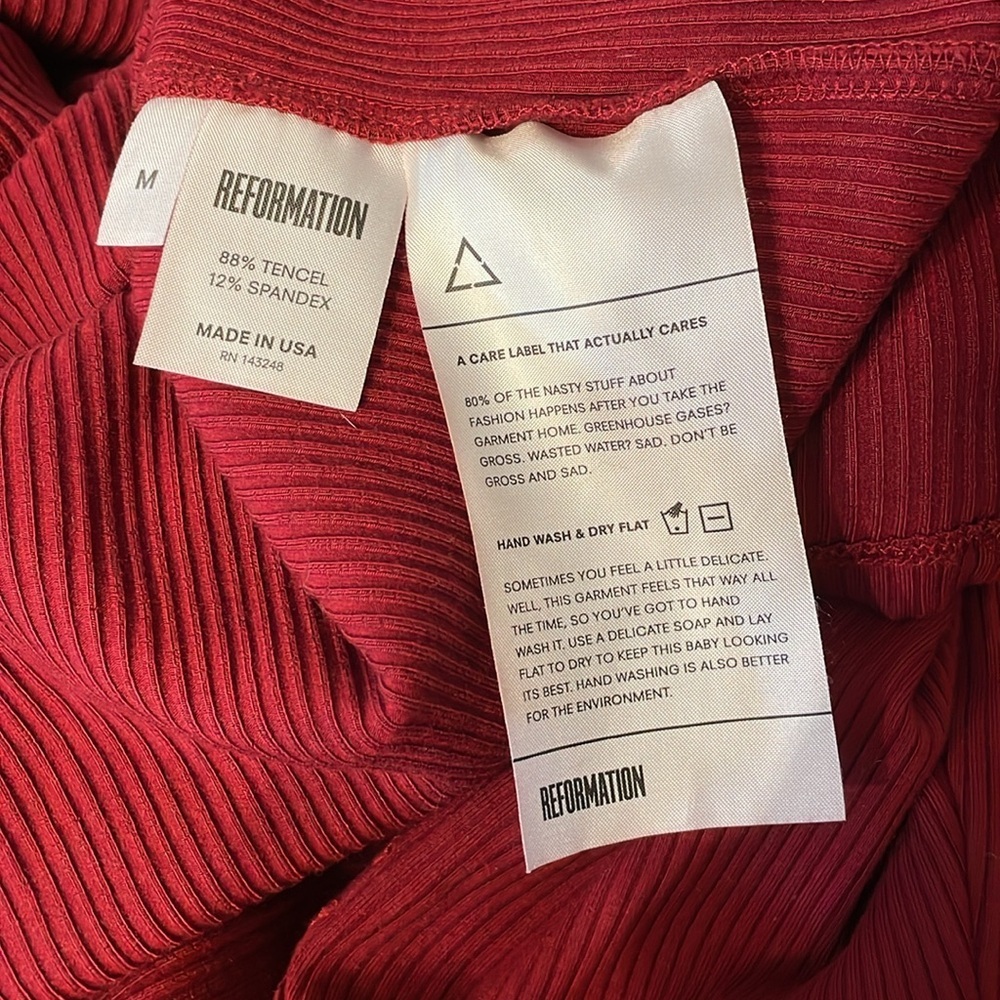 M
REFORMATION
88% TENCEL
12% SPANDEX
MADE IN USA
RN 143248
A CARE LABEL THAT ACTUALLY CARES
80% OF THE NASTY STUFF ABOUT
FASHION HAPPENS AFTER YOU TAKE THE
GARMENT HOME. GREENHOUSE GASES?
GROSS. WASTED WATER? SAD. DON'T BE
GROSS AND SAD.
HAND WASH & DRY FLAT
SOMETIMES YOU FEEL A LITTLE DELICATE.
WELL, THIS GARMENT FEELS THAT WAY ALL
THE TIME, SO YOU'VE GOT TO HAND
WASH IT. USE A DELICATE SOAP AND LAY
FLAT TO DRY TO KEEP THIS BABY LOOKING
ITS BEST. HAND WASHING IS ALSO BETTER
FOR THE ENVIRONMENT.
REFORMATION